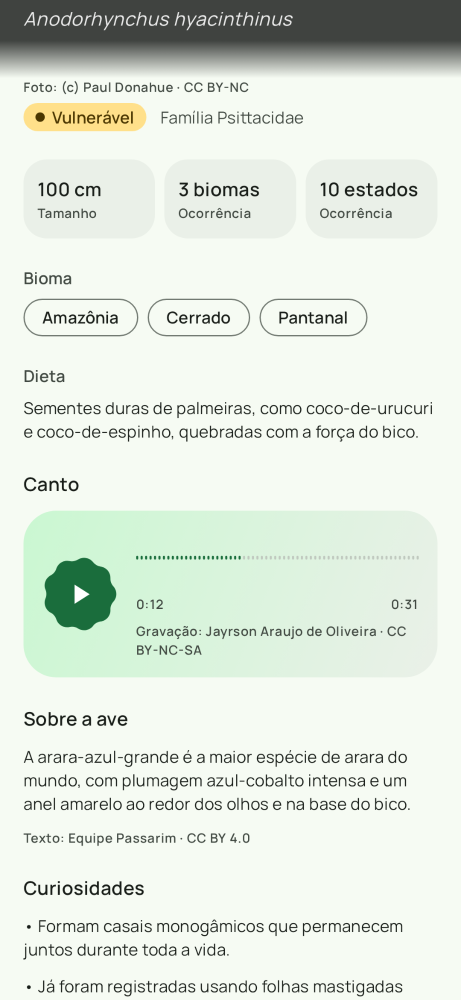 Anodorhynchus hyacinthinus
Foto: (c) Paul Donahue · CC BY-NC
Vulnerável Família Psittacidae
100 cm
Tamanho
3 biomas
Ocorrência
10 estados
Ocorrência
Bioma
Amazônia Cerrado Pantanal
Dieta
Sementes duras de palmeiras, como coco-de-urucuri
e coco-de-espinho, quebradas com a força do bico.
Canto
0:12 0:31
Gravação: Jayrson Araujo de Oliveira · CC
BY-NC-SA
Sobre a ave
A arara-azul-grande é a maior espécie de arara do
mundo, com plumagem azul-cobalto intensa e um
anel amarelo ao redor dos olhos e na base do bico.
Texto: Equipe Passarim · CC BY 4.0
Curiosidades
• Formam casais monogâmicos que permanecem
juntos durante toda a vida.
• Já foram registradas usando folhas mastigadas